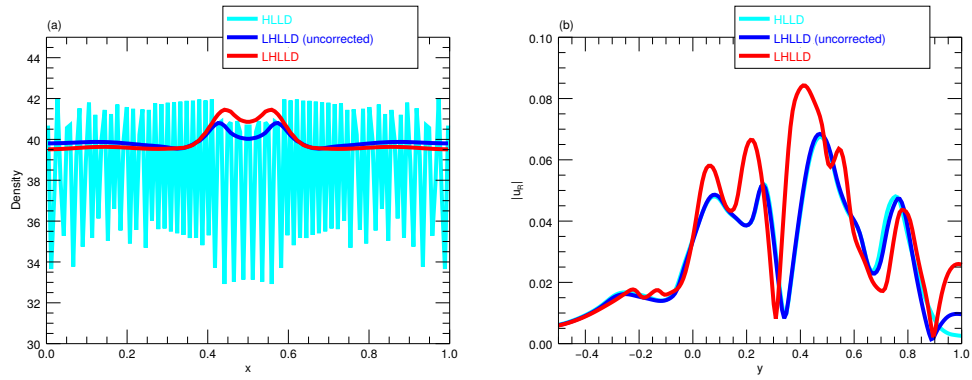 (a)
HLLD
LHLLD (uncorrected)
LHLLD
44
42
40
38
36
34
32
30
Density
0.0 0.2 0.4 0.6 0.8 1.0
x
(b)
HLLD
LHLLD (uncorrected)
LHLLD
0.10
0.08
0.06
0.04
0.02
0.00
|u_R|
-0.4 -0.2 0.0 0.2 0.4 0.6 0.8 1.0
y